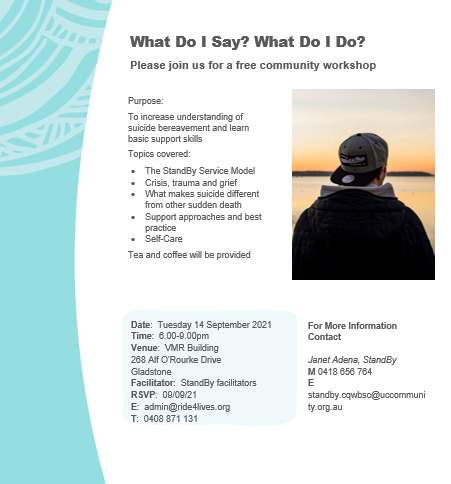 What Do I Say? What Do I Do?
Please join us for a free community workshop
Purpose:
To increase understanding of
suicide bereavement and learn
basic support skills
Topics covered:
• The StandBy Service Model
• Crisis, trauma and grief
• What makes suicide different
from other sudden death
• Support approaches and best
practice
• Self-Care
Tea and coffee will be provided
Date: Tuesday 14 September 2021
Time: 6.00-9.00pm
Venue: VMR Building
268 Alf O'Rourke Drive
Gladstone
Facilitator: StandBy facilitators
RSVP: 09/09/21
E: admin@ride4lives.org
T: 0408 871 131
For More Information
Contact
Janet Adena, StandBy
M 0418 656 764
E
standby.cqwbsc@uccommuni
ty.org.au